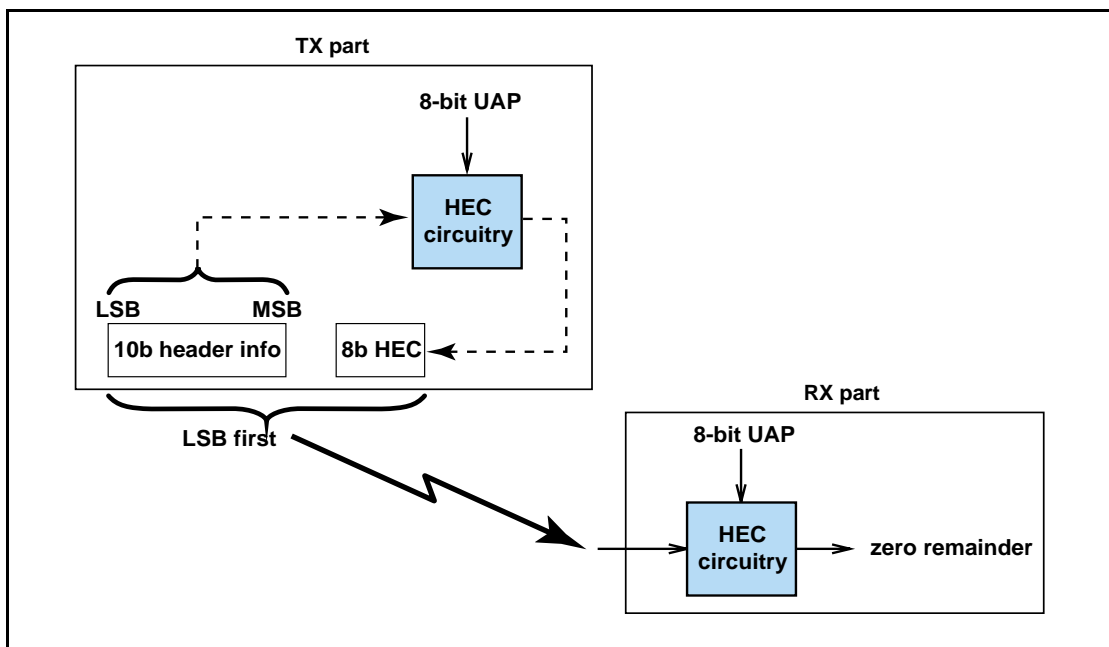 TX part
8-bit UAP
HEC
circuitry
LSB
MSB
10b header info
8b HEC
LSB first
RX part
8-bit UAP
HEC
circuitry
zero remainder